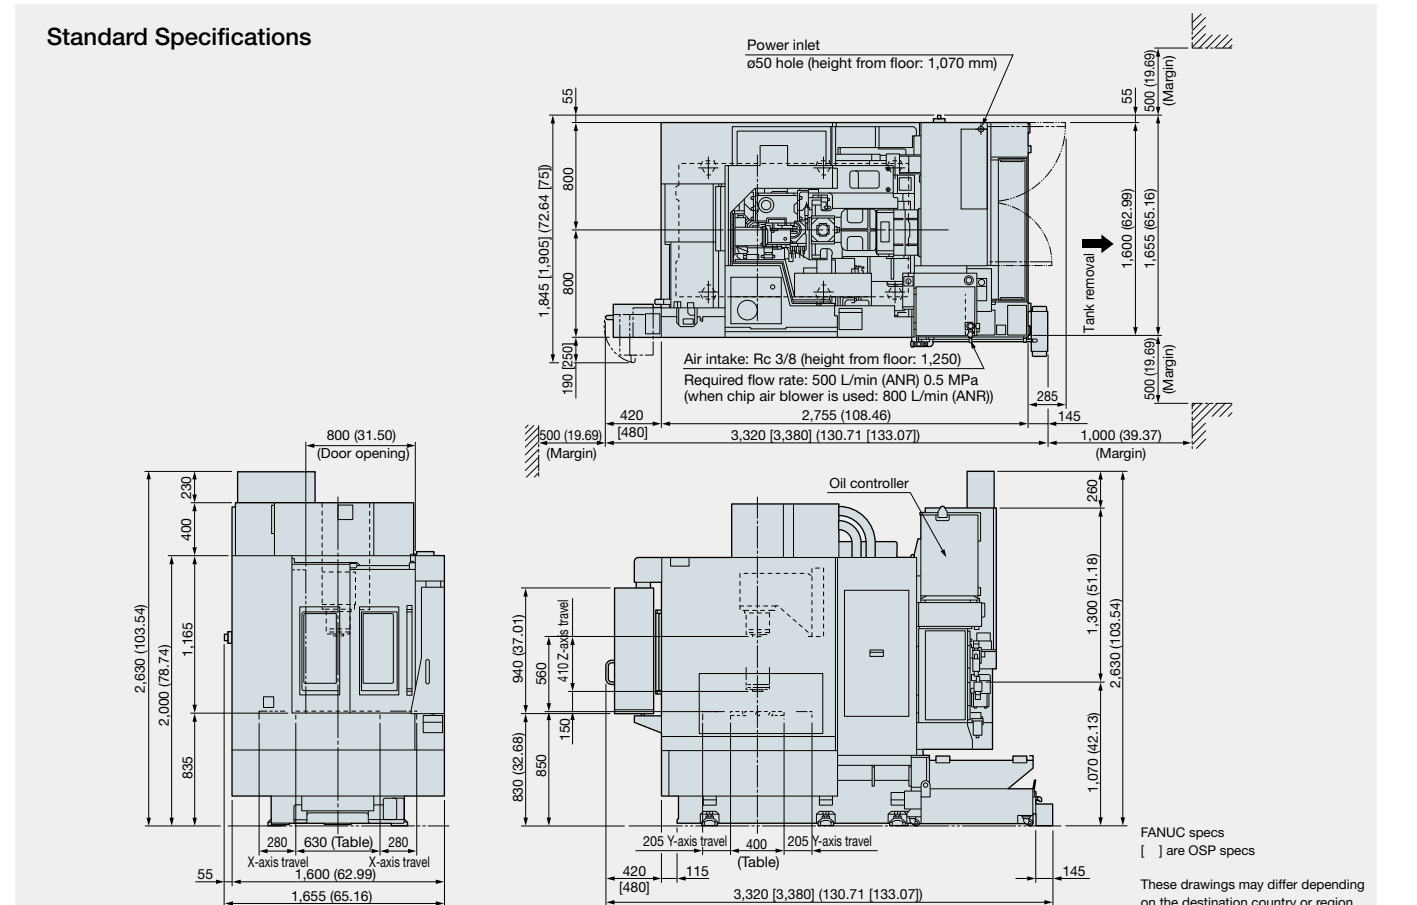 Standard Specifications
Power inlet
ø50 hole (height from floor: 1,070 mm)
55
800
800
1,845 [1,905] (72.64 [75])
190 [250]
55
500 (19.69)
(Margin)
1,600 (62.99)
1,655 (65.16)
Tank removal
500 (19.69)
(Margin)
Air intake: Rc 3/8 (height from floor: 1,250)
Required flow rate: 500 L/min (ANR) 0.5 MPa
(when chip air blower is used: 800 L/min (ANR))
285
420
[480]
2,755 (108.46)
145
500 (19.69)
(Margin)
3,320 [3,380] (130.71 [133.07])
1,000 (39.37)
(Margin)
800 (31.50)
(Door opening)
230
400
1,165
835
2,630 (103.54)
2,000 (78.74)
280
630 (Table)
280
X-axis travel
X-axis travel
55
1,600 (62.99)
1,655 (65.16)
Oil controller
260
1,300 (51.18)
2,630 (103.54)
1,070 (42.13)
940 (37.01)
560
410 Z-axis travel
150
830 (32.68)
850
205 Y-axis travel
400
(Table)
205 Y-axis travel
420
[480]
115
145
3,320 [3,380] (130.71 [133.07])
FANUC specs
[ ] are OSP specs
These drawings may differ depending
on the destination country or region